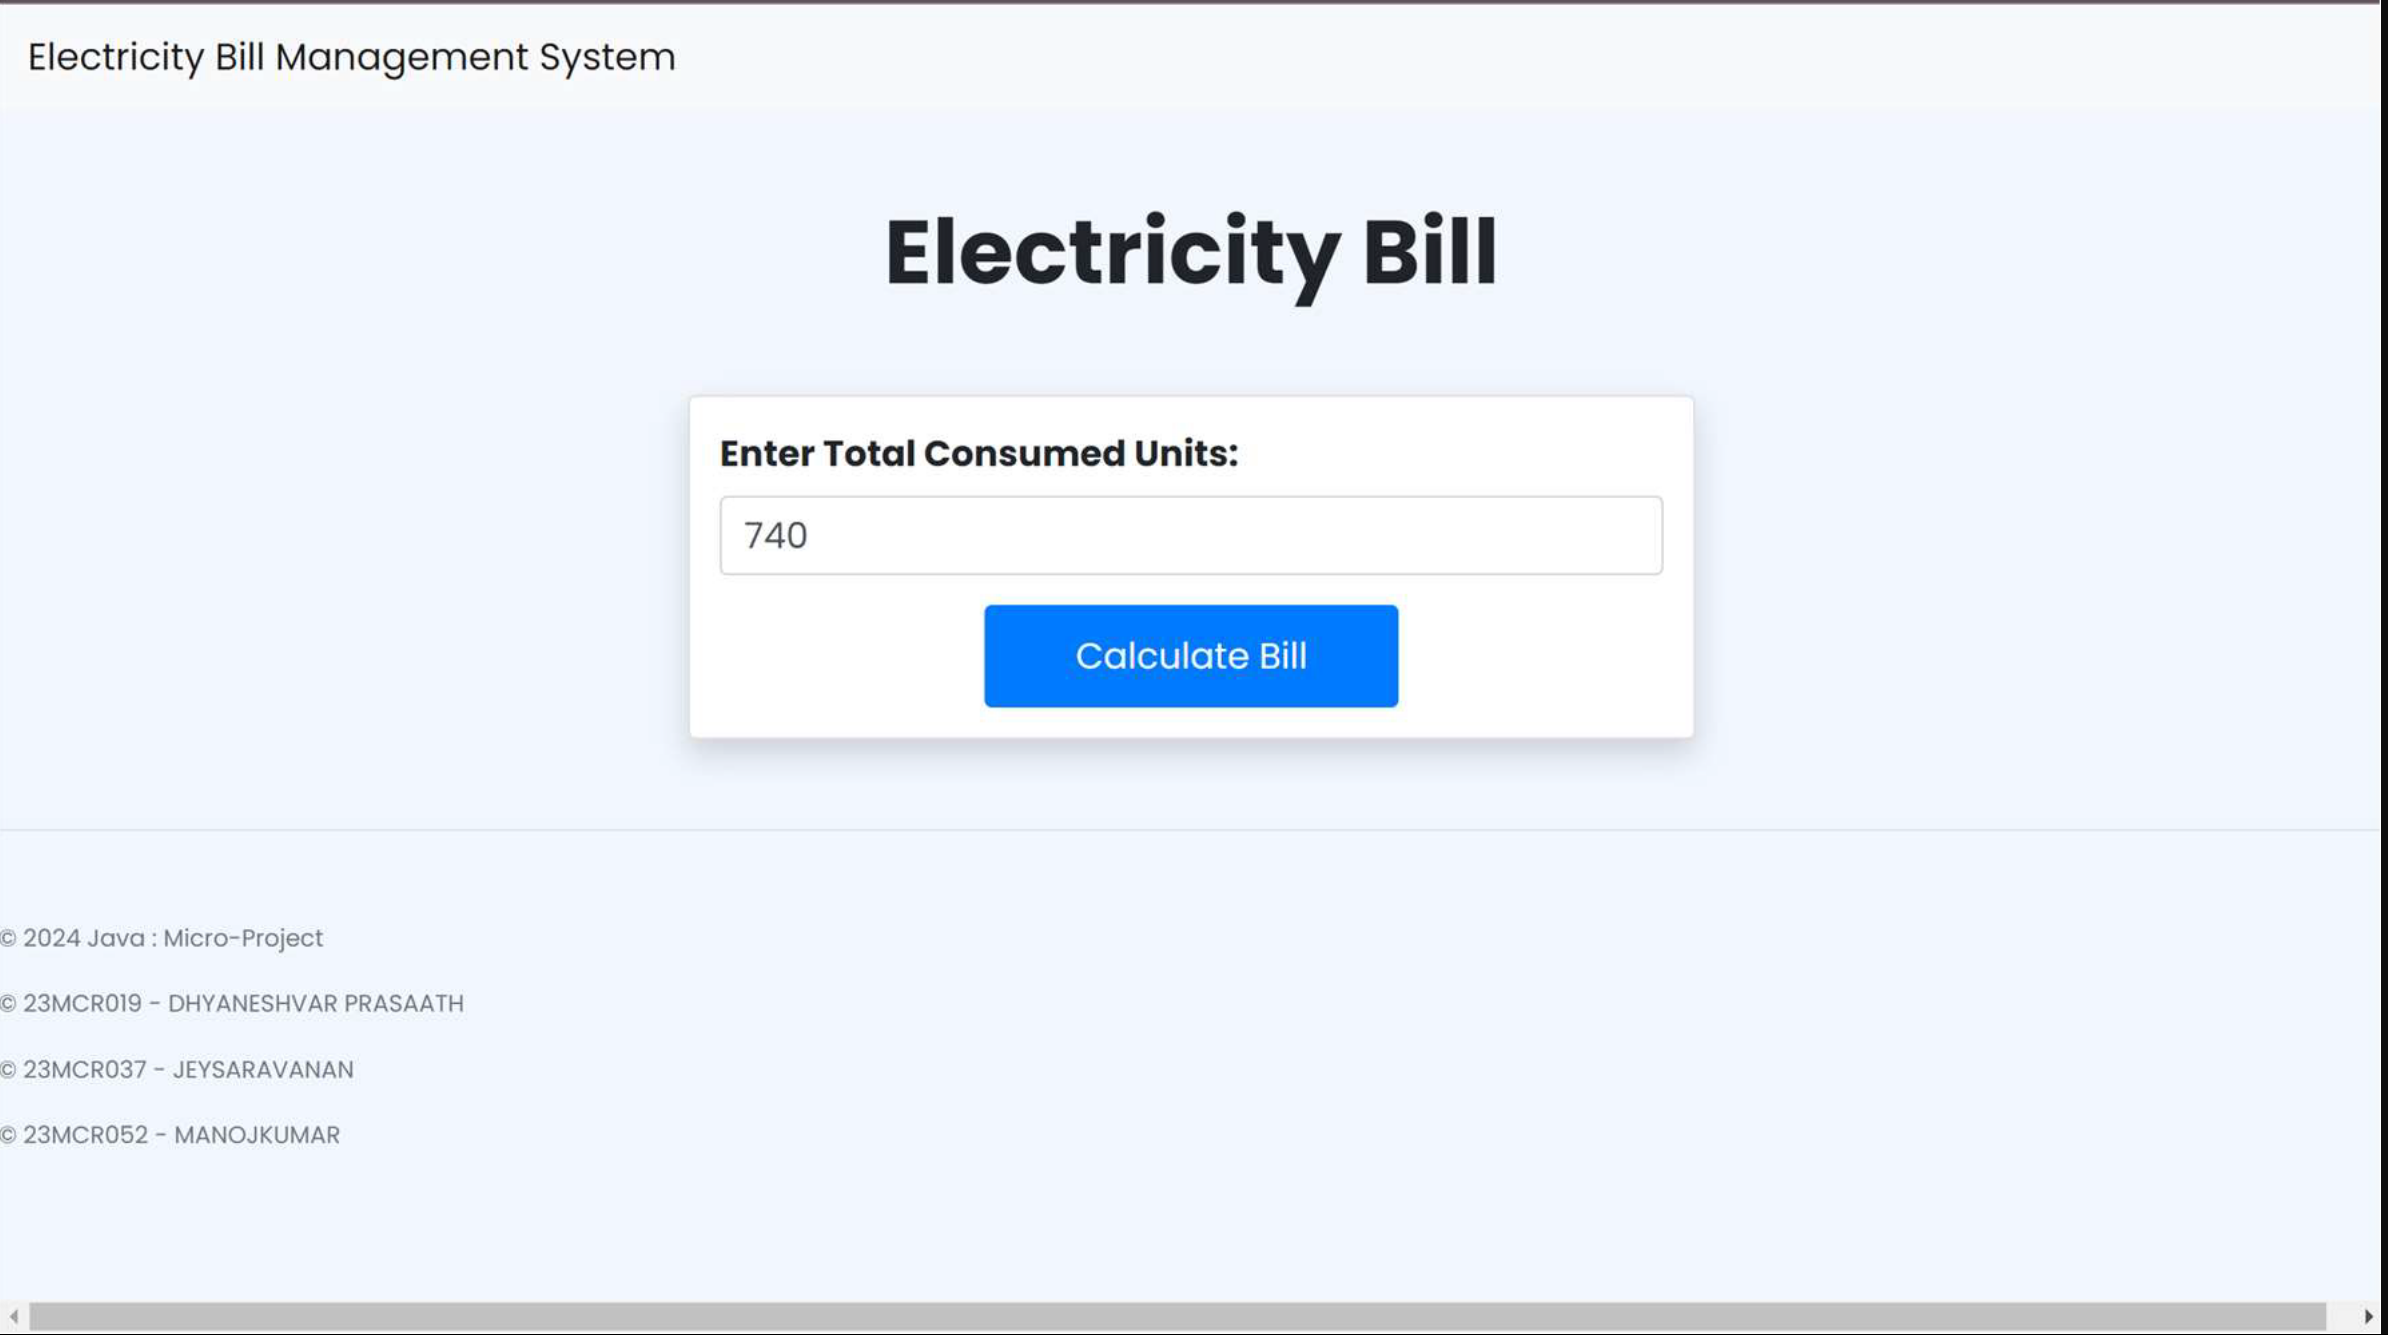 Electricity Bill Management System
Electricity Bill
Enter Total Consumed Units:
740
Calculate Bill
© 2024 Java : Micro-Project
© 23MCR019 - DHYANESHVAR PRASAATH
© 23MCR037 - JEYSARAVANAN
© 23MCR052 - MANOJKUMAR